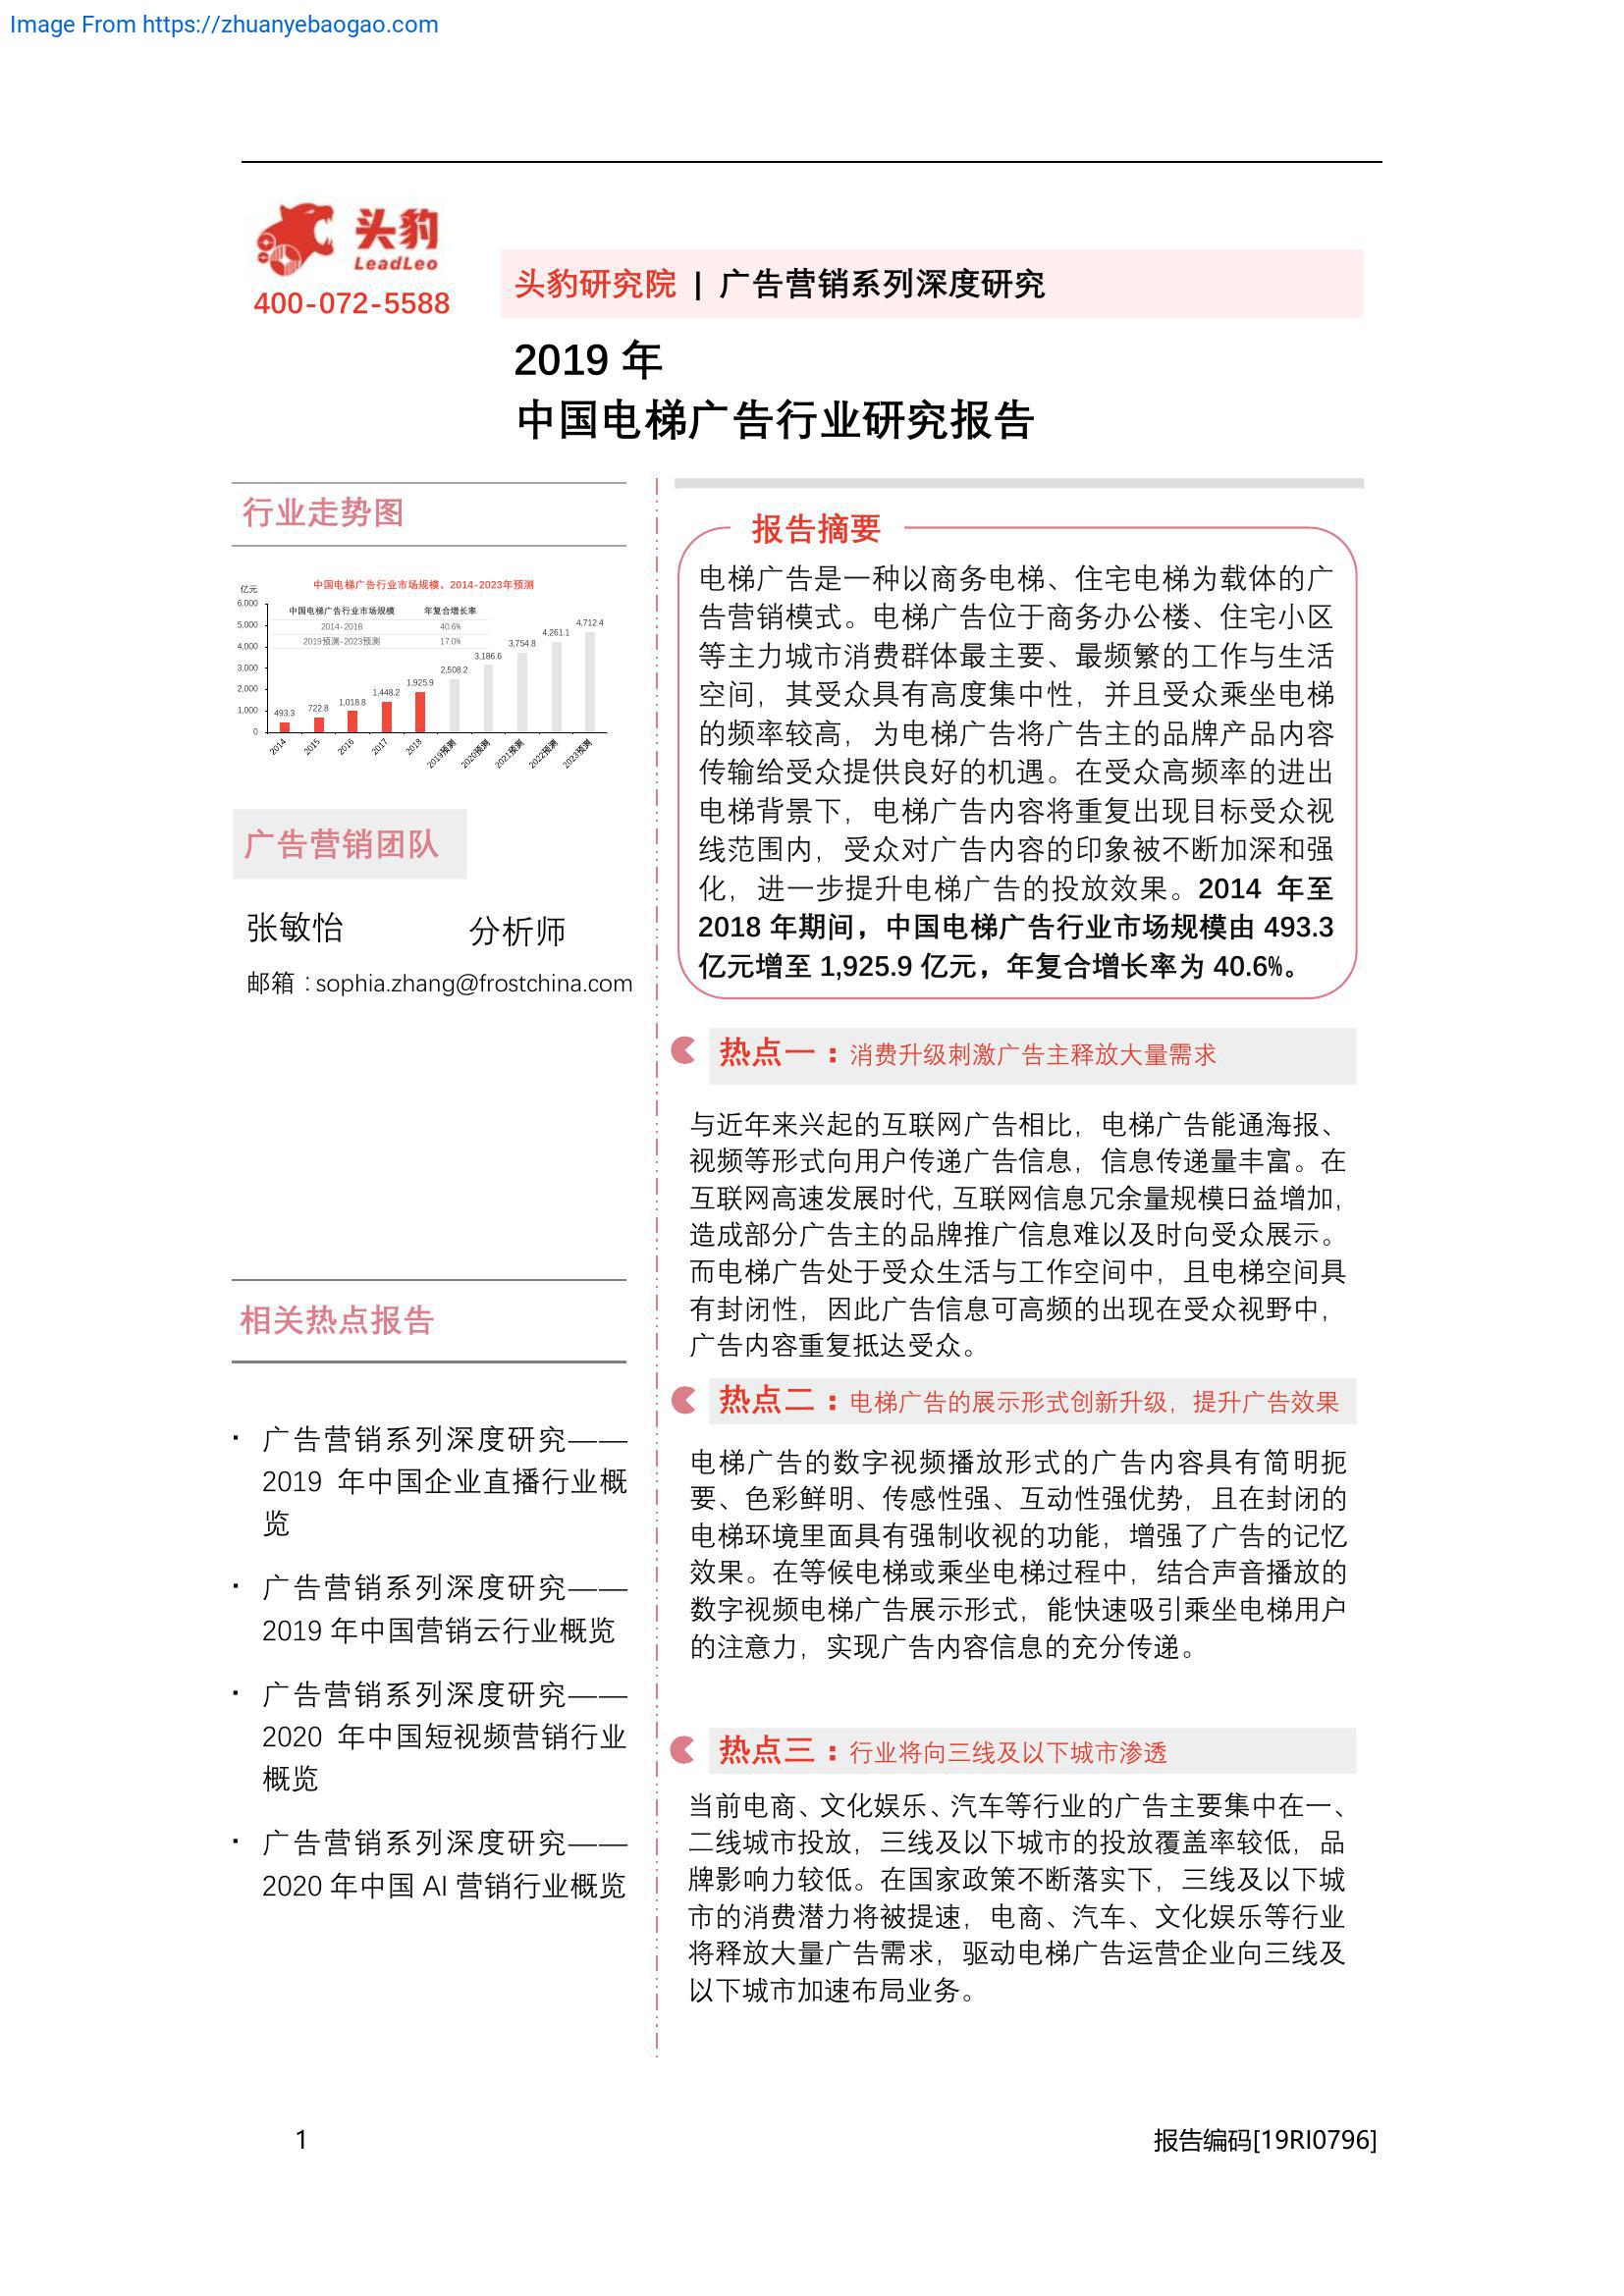 Image From https://zhuanyebaogao.com
头豹
LeadLeo
400-072-5588
头豹研究院 | 广告营销系列深度研究
2019 年
中国电梯广告行业研究报告
行业走势图
中国电梯广告行业市场规模，2014-2023年预测
亿元
中国电梯广告行业市场规模 年复合增长率
2014-2018 40.6%
2019预测-2023预测 17.0%
6,000
5,000
4,000
3,000
2,000
1,000
0
493.3
722.8
1,018.8
1,448.2
1,925.9
2,508.2
3,186.6
3,754.8
4,261.1
4,712.4
2014
2015
2016
2017
2018
2019预测
2020预测
2021预测
2022预测
2023预测
广告营销团队
张敏怡 分析师
邮箱：sophia.zhang@frostchina.com
相关热点报告
· 广告营销系列深度研究——
2019 年中国企业直播行业概
览
· 广告营销系列深度研究——
2019 年中国营销云行业概览
· 广告营销系列深度研究——
2020 年中国短视频营销行业
概览
· 广告营销系列深度研究——
2020 年中国 AI 营销行业概览
报告摘要
电梯广告是一种以商务电梯、住宅电梯为载体的广
告营销模式。电梯广告位于商务办公楼、住宅小区
等主力城市消费群体最主要、最频繁的工作与生活
空间，其受众具有高度集中性，并且受众乘坐电梯
的频率较高，为电梯广告将广告主的品牌产品内容
传输给受众提供良好的机遇。在受众高频率的进出
电梯背景下，电梯广告内容将重复出现目标受众视
线范围内，受众对广告内容的印象被不断加深和强
化，进一步提升电梯广告的投放效果。2014 年至
2018 年期间，中国电梯广告行业市场规模由 493.3
亿元增至 1,925.9 亿元，年复合增长率为 40.6%。
热点一：消费升级刺激广告主释放大量需求
与近年来兴起的互联网广告相比，电梯广告能通海报、
视频等形式向用户传递广告信息，信息传递量丰富。在
互联网高速发展时代，互联网信息冗余量规模日益增加，
造成部分广告主的品牌推广信息难以及时向受众展示。
而电梯广告处于受众生活与工作空间中，且电梯空间具
有封闭性，因此广告信息可高频的出现在受众视野中，
广告内容重复抵达受众。
热点二：电梯广告的展示形式创新升级，提升广告效果
电梯广告的数字视频播放形式的广告内容具有简明扼
要、色彩鲜明、传感性强、互动性强优势，且在封闭的
电梯环境里面具有强制收视的功能，增强了广告的记忆
效果。在等候电梯或乘坐电梯过程中，结合声音播放的
数字视频电梯广告展示形式，能快速吸引乘坐电梯用户
的注意力，实现广告内容信息的充分传递。
热点三：行业将向三线及以下城市渗透
当前电商、文化娱乐、汽车等行业的广告主要集中在一、
二线城市投放，三线及以下城市的投放覆盖率较低，品
牌影响力较低。在国家政策不断落实下，三线及以下城
市的消费潜力将被提速，电商、汽车、文化娱乐等行业
将释放大量广告需求，驱动电梯广告运营企业向三线及
以下城市加速布局业务。
1
报告编码[19RI0796]